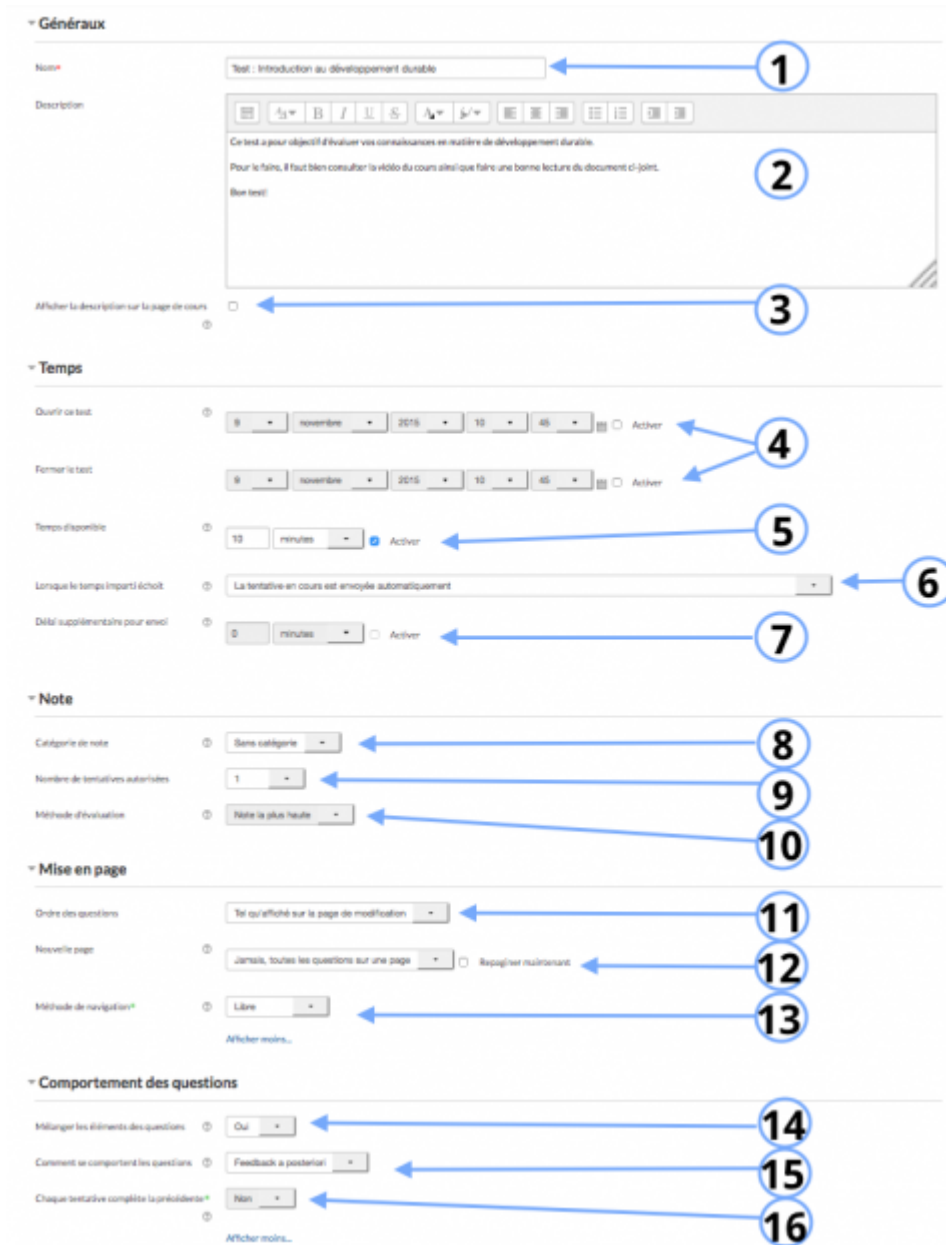 Généraux
Nom*
Test : Introduction au développement durable
1
Description
B I U S
Ce test a pour objectif d'évaluer vos connaissances en matière de développement durable.
Pour le faire, il faut bien consulter la vidéo du cours ainsi que faire une bonne lecture du document ci-joint.
Bon test!
2
Afficher la description sur la page de cours
3
Temps
Ouvrir ce test 9 novembre 2015 10 45 Activer
4
Fermer le test 9 novembre 2015 10 45 Activer
Temps disponible 10 minutes Activer 5
Lorsque le temps imparti échoit La tentative en cours est envoyée automatiquement 6
Délai supplémentaire pour envoi 0 minutes Activer 7
Note
Catégorie de note Sans catégorie 8
Nombre de tentatives autorisées 1 9
Méthode d'évaluation Note la plus haute 10
Mise en page
Ordre des questions Tel qu'affiché sur la page de modification 11
Nouvelle page Jamais, toutes les questions sur une page Repaginer maintenant 12
Méthode de navigation* Libre 13
Afficher moins...
Comportement des questions
Mélanger les éléments des questions Oui 14
Comment se comportent les questions Feedback a posteriori 15
Chaque tentative complète la précédente* Non 16
Afficher moins...